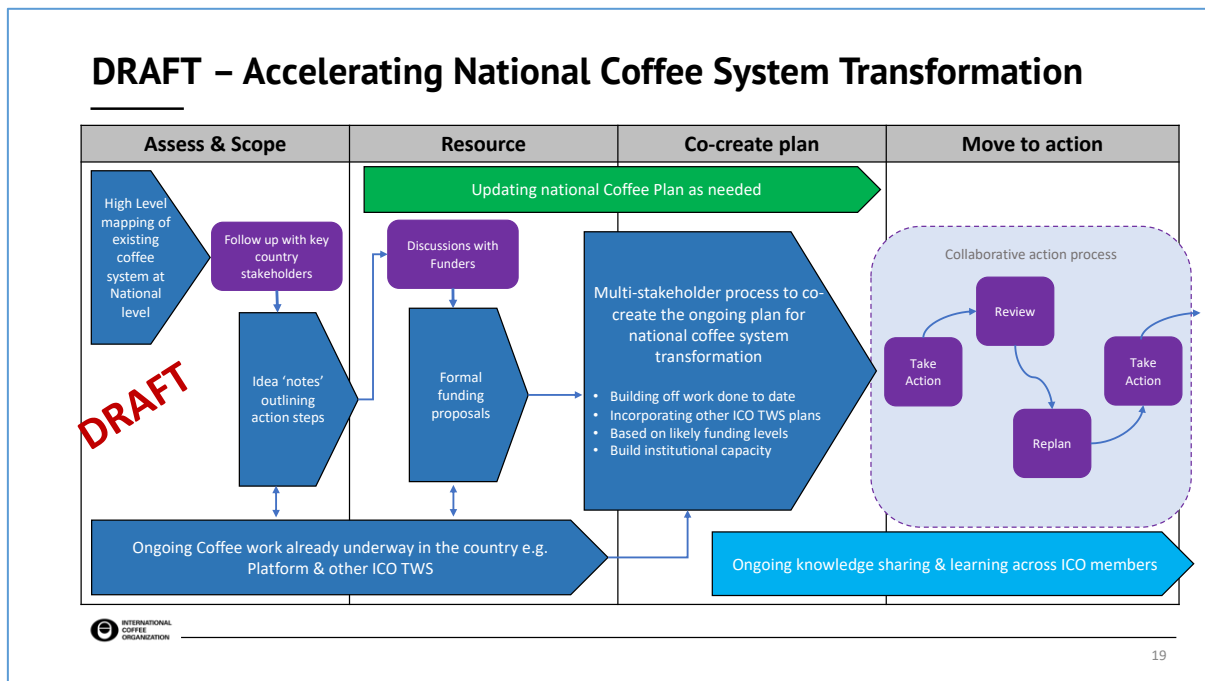 DRAFT – Accelerating National Coffee System Transformation
Assess & Scope
Resource
Co-create plan
Move to action
Updating national Coffee Plan as needed
High Level
mapping of
existing
coffee
system at
National
level
Follow up with key
country
stakeholders
Discussions with
Funders
Collaborative action process
Multi-stakeholder process to co-
create the ongoing plan for
national coffee system
transformation
• Building off work done to date
• Incorporating other ICO TWS plans
• Based on likely funding levels
• Build institutional capacity
Take
Action
Review
Replan
Take
Action
DRAFT
Idea ‘notes’
outlining
action steps
Formal
funding
proposals
Ongoing Coffee work already underway in the country e.g.
Platform & other ICO TWS
Ongoing knowledge sharing & learning across ICO members
INTERNATIONAL
COFFEE
ORGANIZATION
19